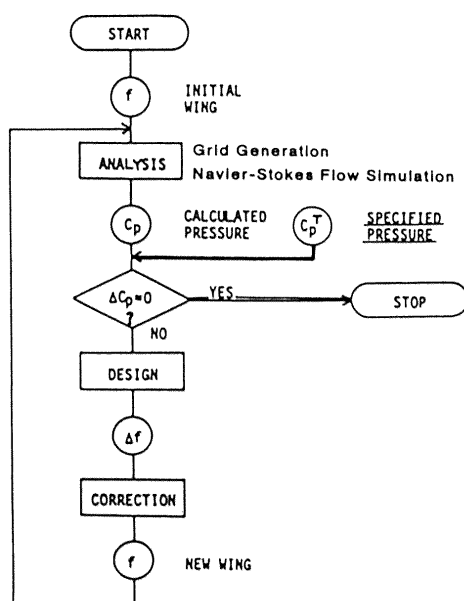 START
f
INITIAL
WING
ANALYSIS
Grid Generation
Navier-Stokes Flow Simulation
Cp
CALCULATED
PRESSURE
CpT
SPECIFIED
PRESSURE
ΔCp≈0
?
YES
STOP
NO
DESIGN
Δf
CORRECTION
f
NEW WING